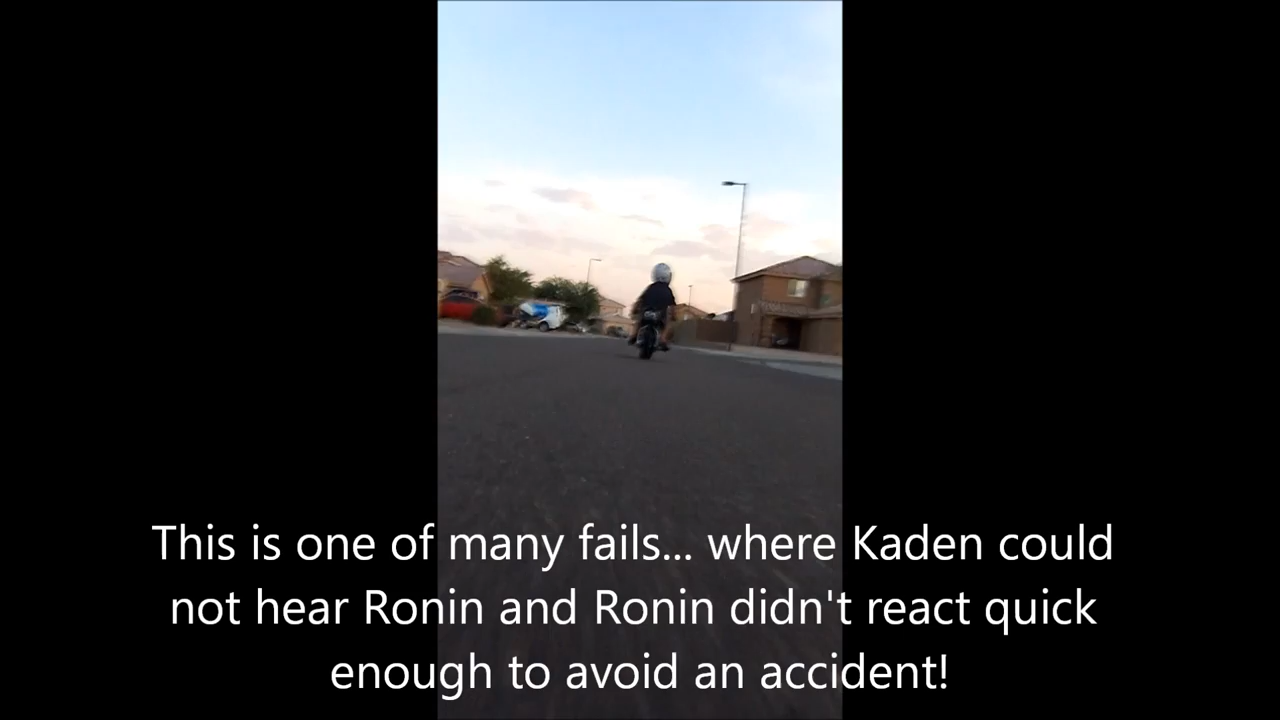 This is one of many fails... where Kaden could
not hear Ronin and Ronin didn't react quick
enough to avoid an accident!